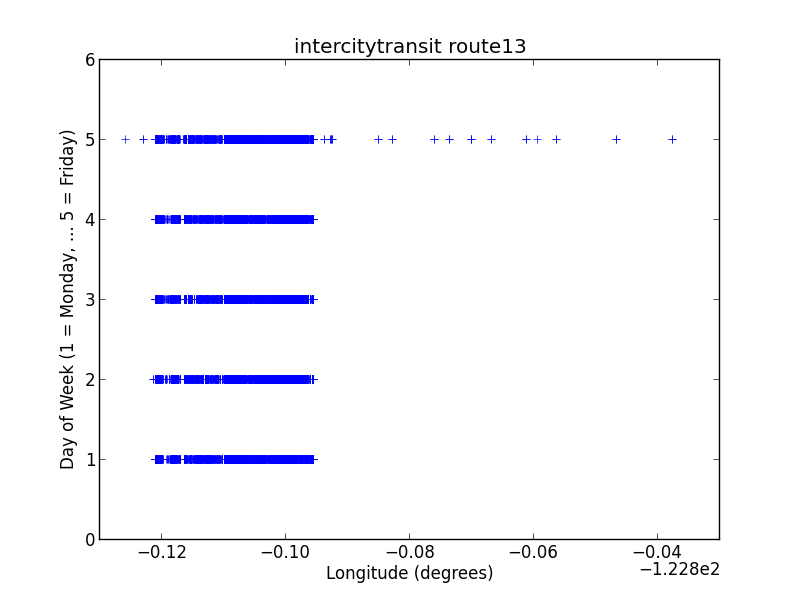 intercitytransit route13
6
5
4
3
2
1
0
Day of Week (1 = Monday, ... 5 = Friday)
−0.12 −0.10 −0.08 −0.06 −0.04
−1.228e2
Longitude (degrees)